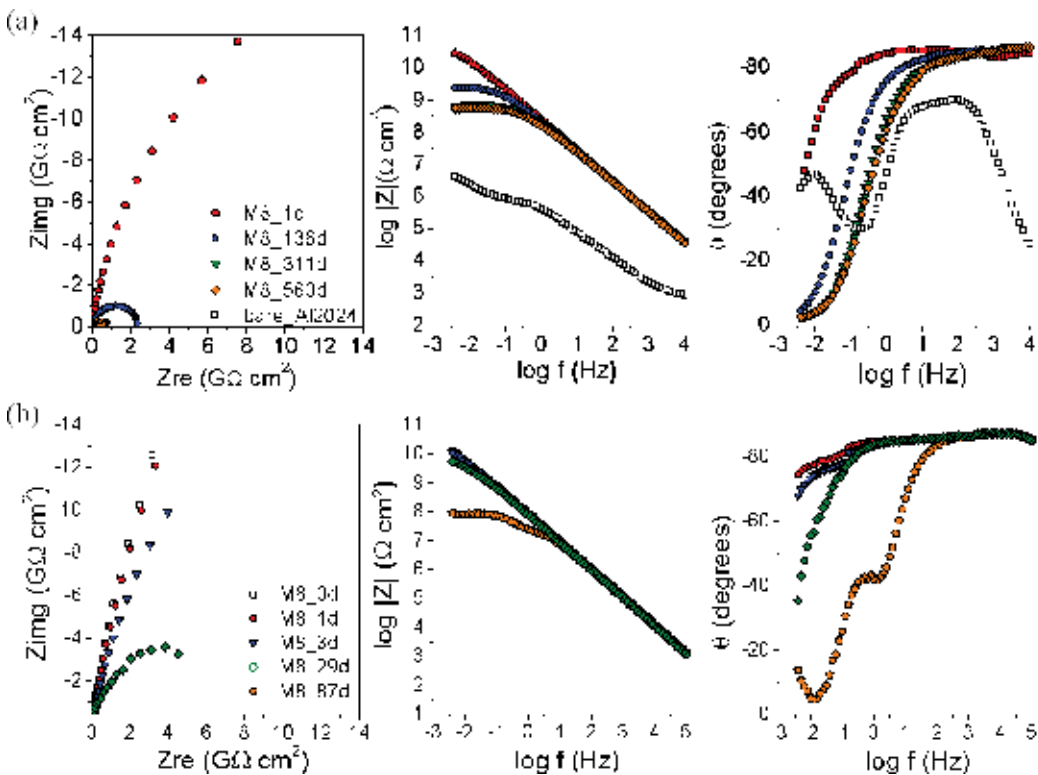 (a)
-14
-12
-10
-8
-6
-4
-2
0
0 2 4 6 8 10 12 14
Zimg (GΩ cm²)
Zre (GΩ cm²)
M8_311d
bare_Al2024
11
10
9
8
7
6
5
4
3
2
-3 -2 -1 0 1 2 3 4
log |Z|(Ω cm²)
log f (Hz)
-80
-60
-40
-20
0
-3 -2 -1 0 1 2 3 4
(degrees)
log f (Hz)
(b)
-14
-12
-10
-8
-6
-4
-2
0 2 4 6 8 10 12 14
Zimg (GΩ cm²)
Zre (GΩ cm²)
M8_0d
M8_1d
M8_3d
M8_29d
M8_87d
11
10
9
8
7
6
5
4
3
2
1
-3 -2 -1 0 1 2 3 4 5
log |Z| (Ω cm²)
log f (Hz)
-80
-60
-40
-20
0
-3 -2 -1 0 1 2 3 4 5
θ (degrees)
log f (Hz)